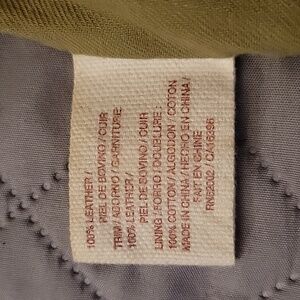 100% LEATHER /
PIEL DE BOVINO / CUIR
TRIM / ADORNO / GARNITURE:
100% LEATHER /
PIEL DE BOVINO / CUIR
LINING / FORRO / DOUBLURE:
100% COTTON / ALGODON / COTON
MADE IN CHINA / HECHO EN CHINA /
FAIT EN CHINE